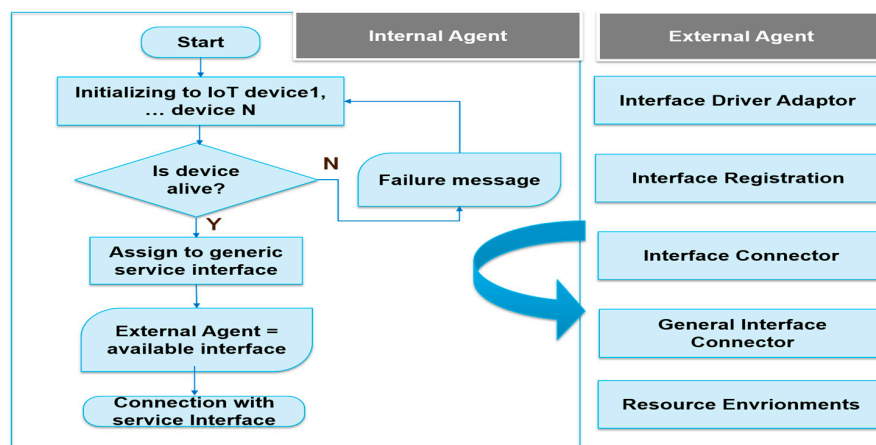 Start
Internal Agent
External Agent
Initializing to IoT device1,
... device N
Interface Driver Adaptor
Is device
alive?
N
Failure message
Interface Registration
Y
Assign to generic
service interface
Interface Connector
External Agent =
available interface
General Interface
Connector
Connection with
service Interface
Resource Envrionments